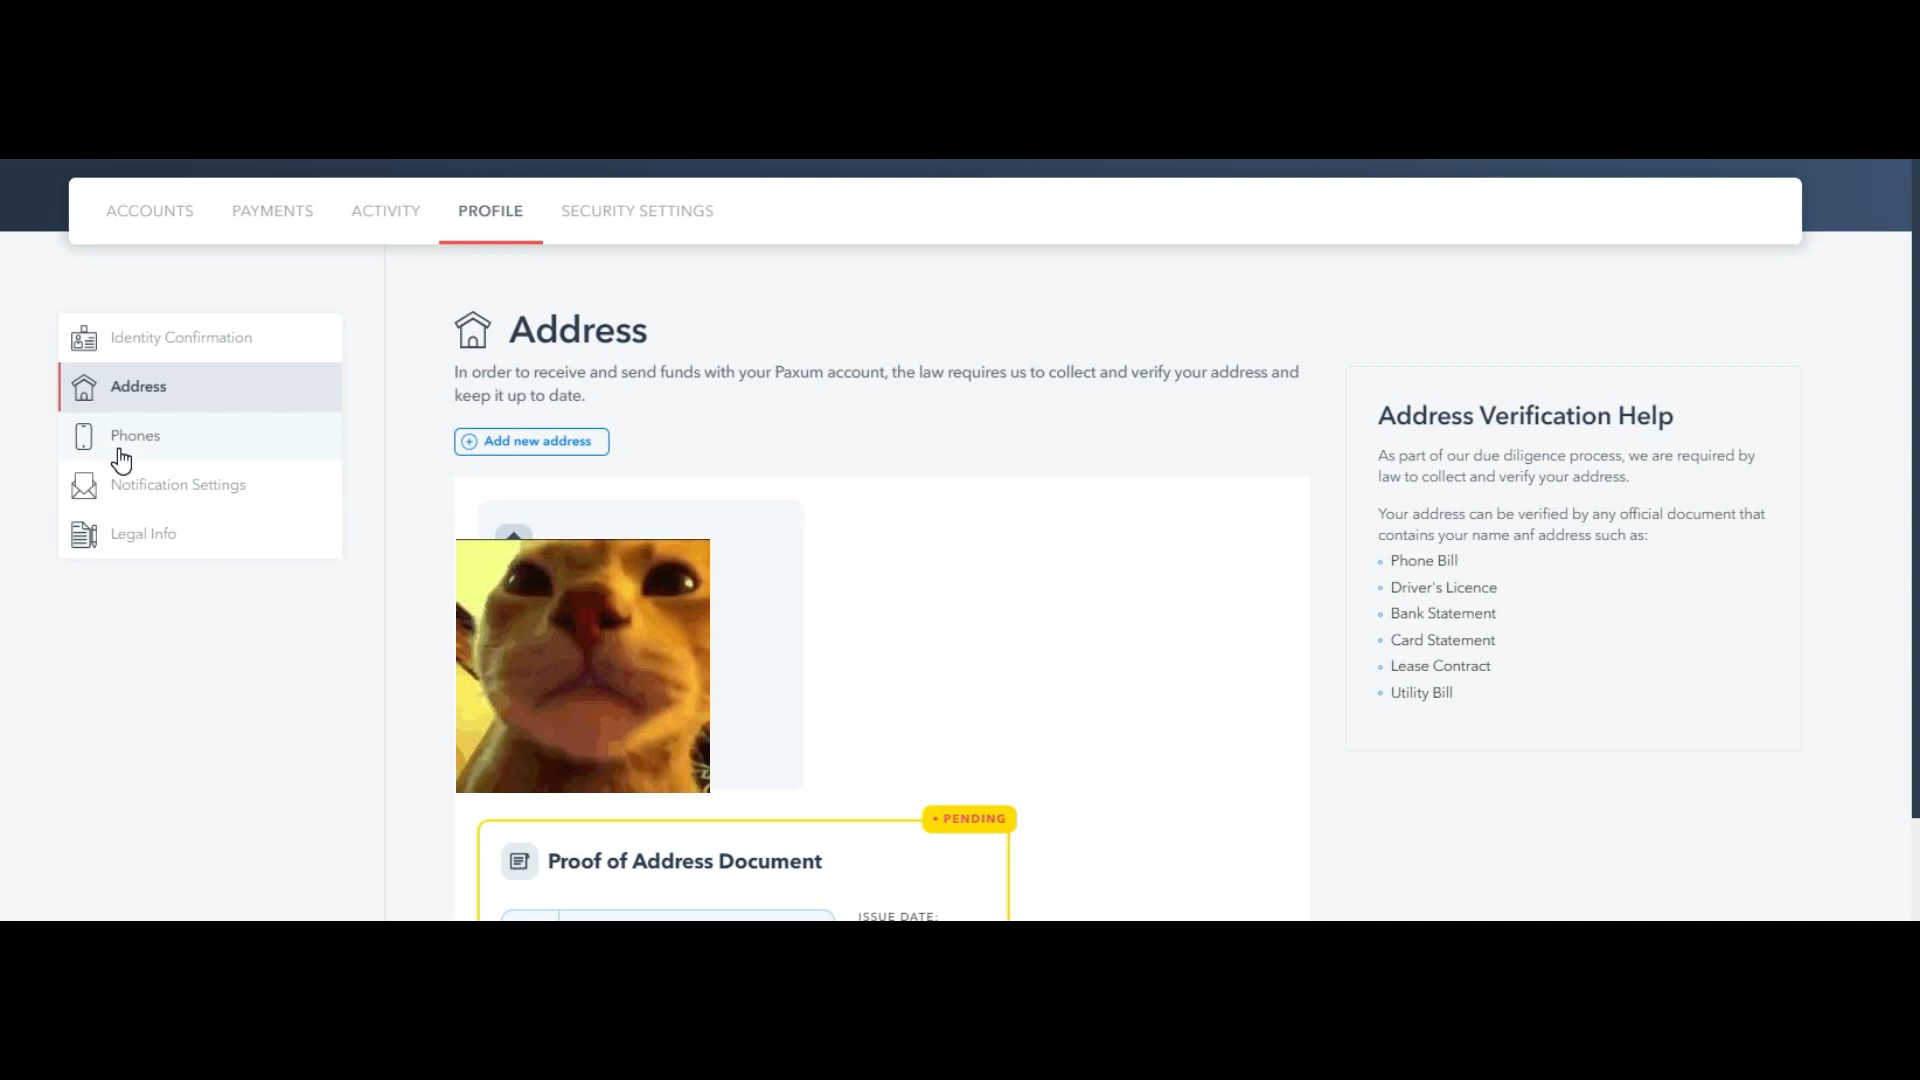 ACCOUNTS PAYMENTS ACTIVITY PROFILE SECURITY SETTINGS
Identity Confirmation
Address
Phones
Notification Settings
Legal Info
Address
In order to receive and send funds with your Paxum account, the law requires us to collect and verify your address and
keep it up to date.
Add new address
• PENDING
Proof of Address Document
ISSUE DATE:
Address Verification Help
As part of our due diligence process, we are required by
law to collect and verify your address.
Your address can be verified by any official document that
contains your name anf address such as:
Phone Bill
Driver's Licence
Bank Statement
Card Statement
Lease Contract
Utility Bill